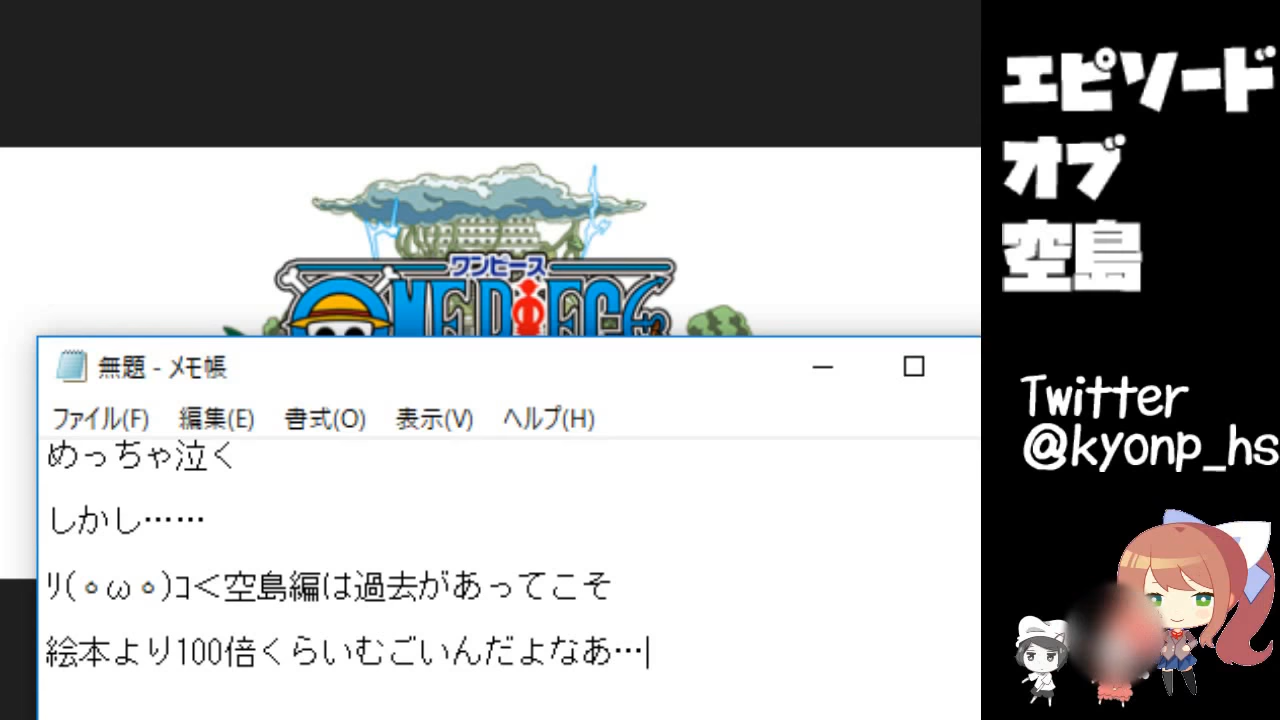 エピソード
オブ
空島
ワンピース
ONE PIECE
無題 - メモ帳
ファイル(F) 編集(E) 書式(O) 表示(V) ヘルプ(H)
めっちゃ泣く
しかし……
ﾘ(∘ω∘)ｺ＜空島編は過去があってこそ
絵本より100倍くらいむごいんだよなあ…
Twitter
@kyonp_hs